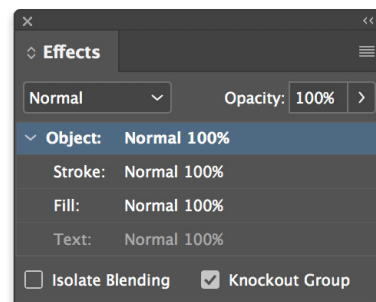 Effects
Normal Opacity: 100%
Object: Normal 100%
Stroke: Normal 100%
Fill: Normal 100%
Text: Normal 100%
Isolate Blending Knockout Group